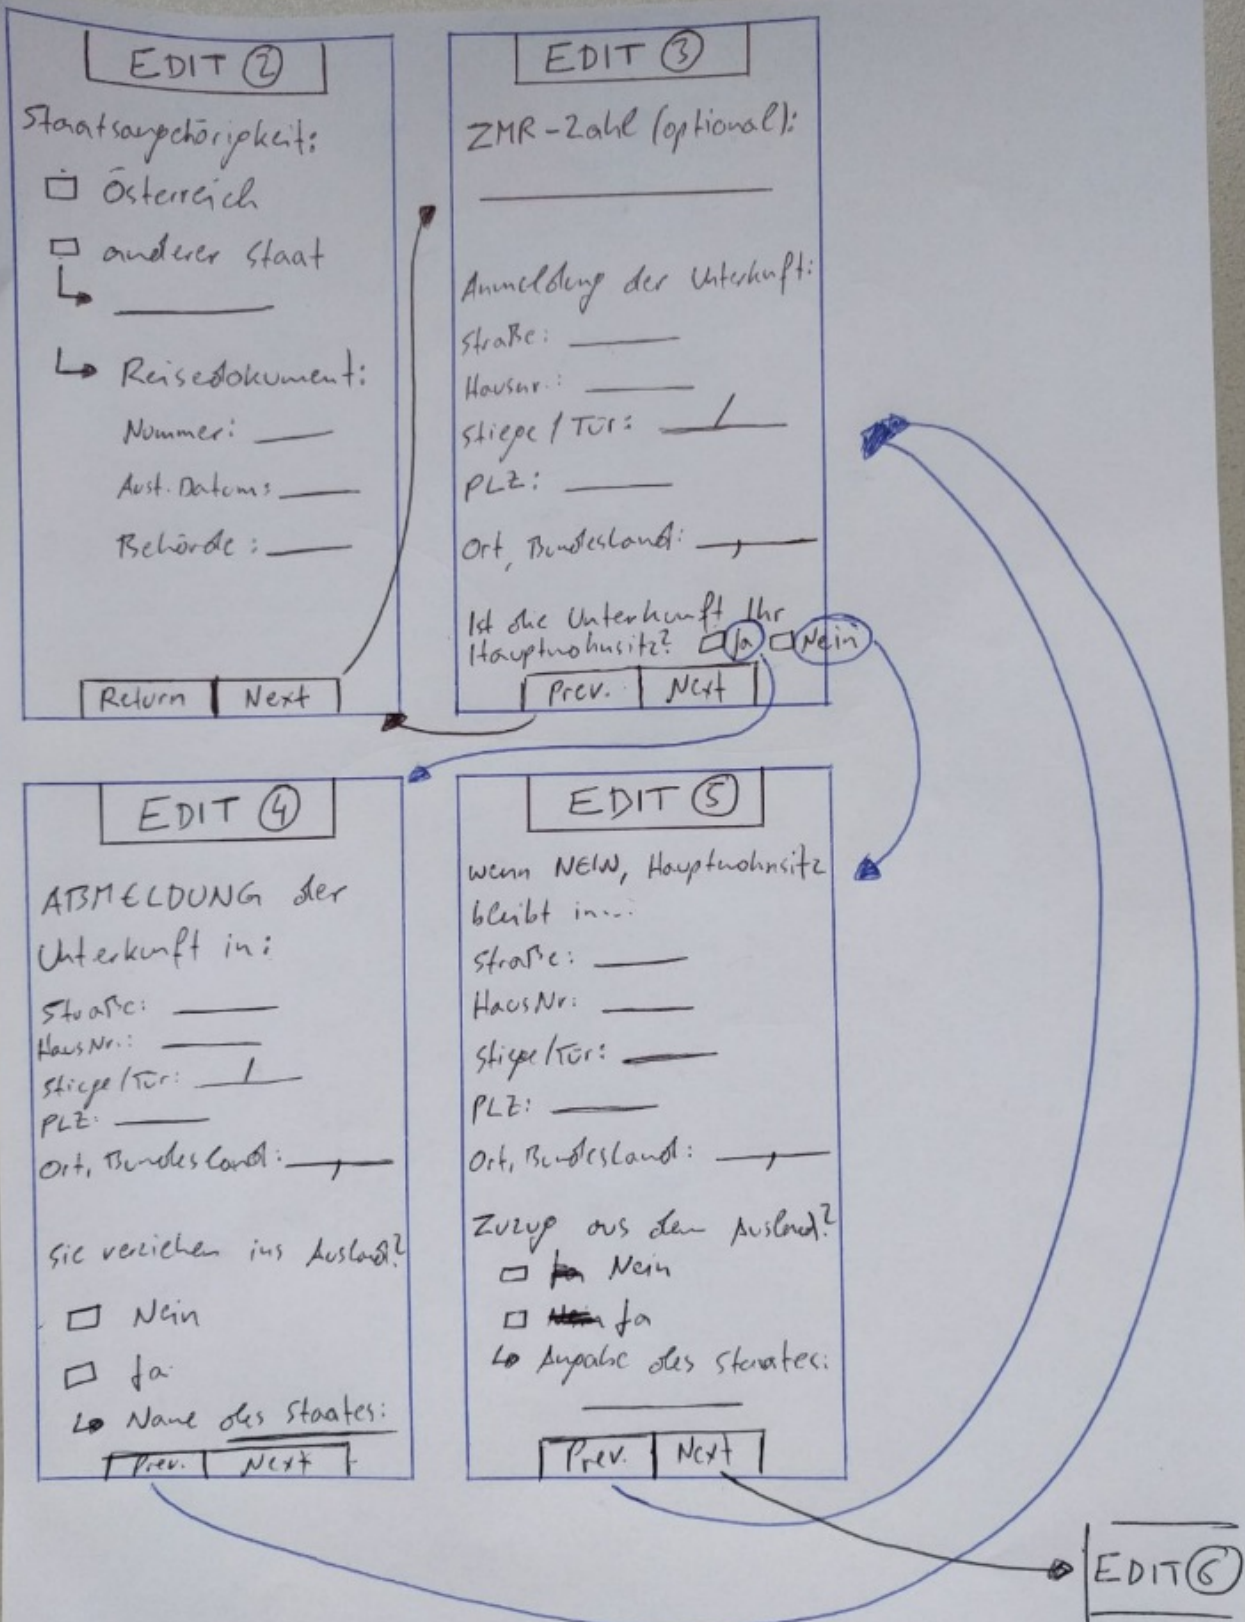 EDIT 2
Staatsangehörigkeit:
Österreich
anderer Staat
Reisedokument:
Nummer:
Aust. Datum:
Behörde:
Return Next
EDIT 3
ZMR-Zahl (optional):
Anmeldung der Unterkunft:
Straße:
Hausnr.:
Stiege / Tür: /
PLZ:
Ort, Bundesland: ,
Ist die Unterkunft Ihr
Hauptwohnsitz? Ja Nein
Prev. Next
EDIT 4
ABMELDUNG der
Unterkunft in:
Straße:
HausNr.:
Stiege/Tür: /
PLZ:
Ort, Bundesland: ,
Sie verziehen ins Ausland?
Nein
Ja
Name des Staates:
Prev. Next
EDIT 5
wenn NEIN, Hauptwohnsitz
bleibt in...:
Straße:
HausNr:
Stiege/Tür:
PLZ:
Ort, Bundesland: ,
Zuzug aus dem Ausland?
Nein
Ja
Angabe des Staates:
Prev. Next
EDIT 6